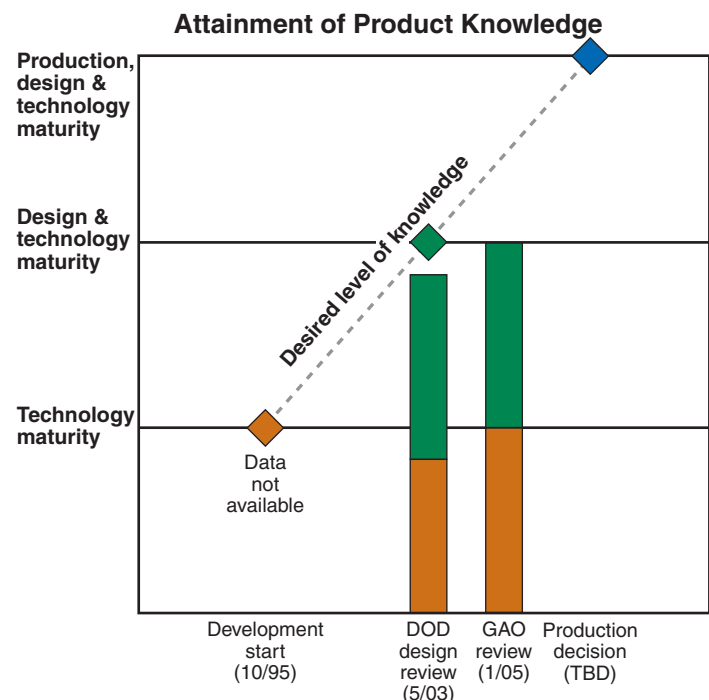 Attainment of Product Knowledge
Production,
design &
technology
maturity
Design &
technology
maturity
Technology
maturity
Desired level of knowledge
Data
not
available
Development
start
(10/95)
DOD
design
review
(5/03)
GAO
review
(1/05)
Production
decision
(TBD)